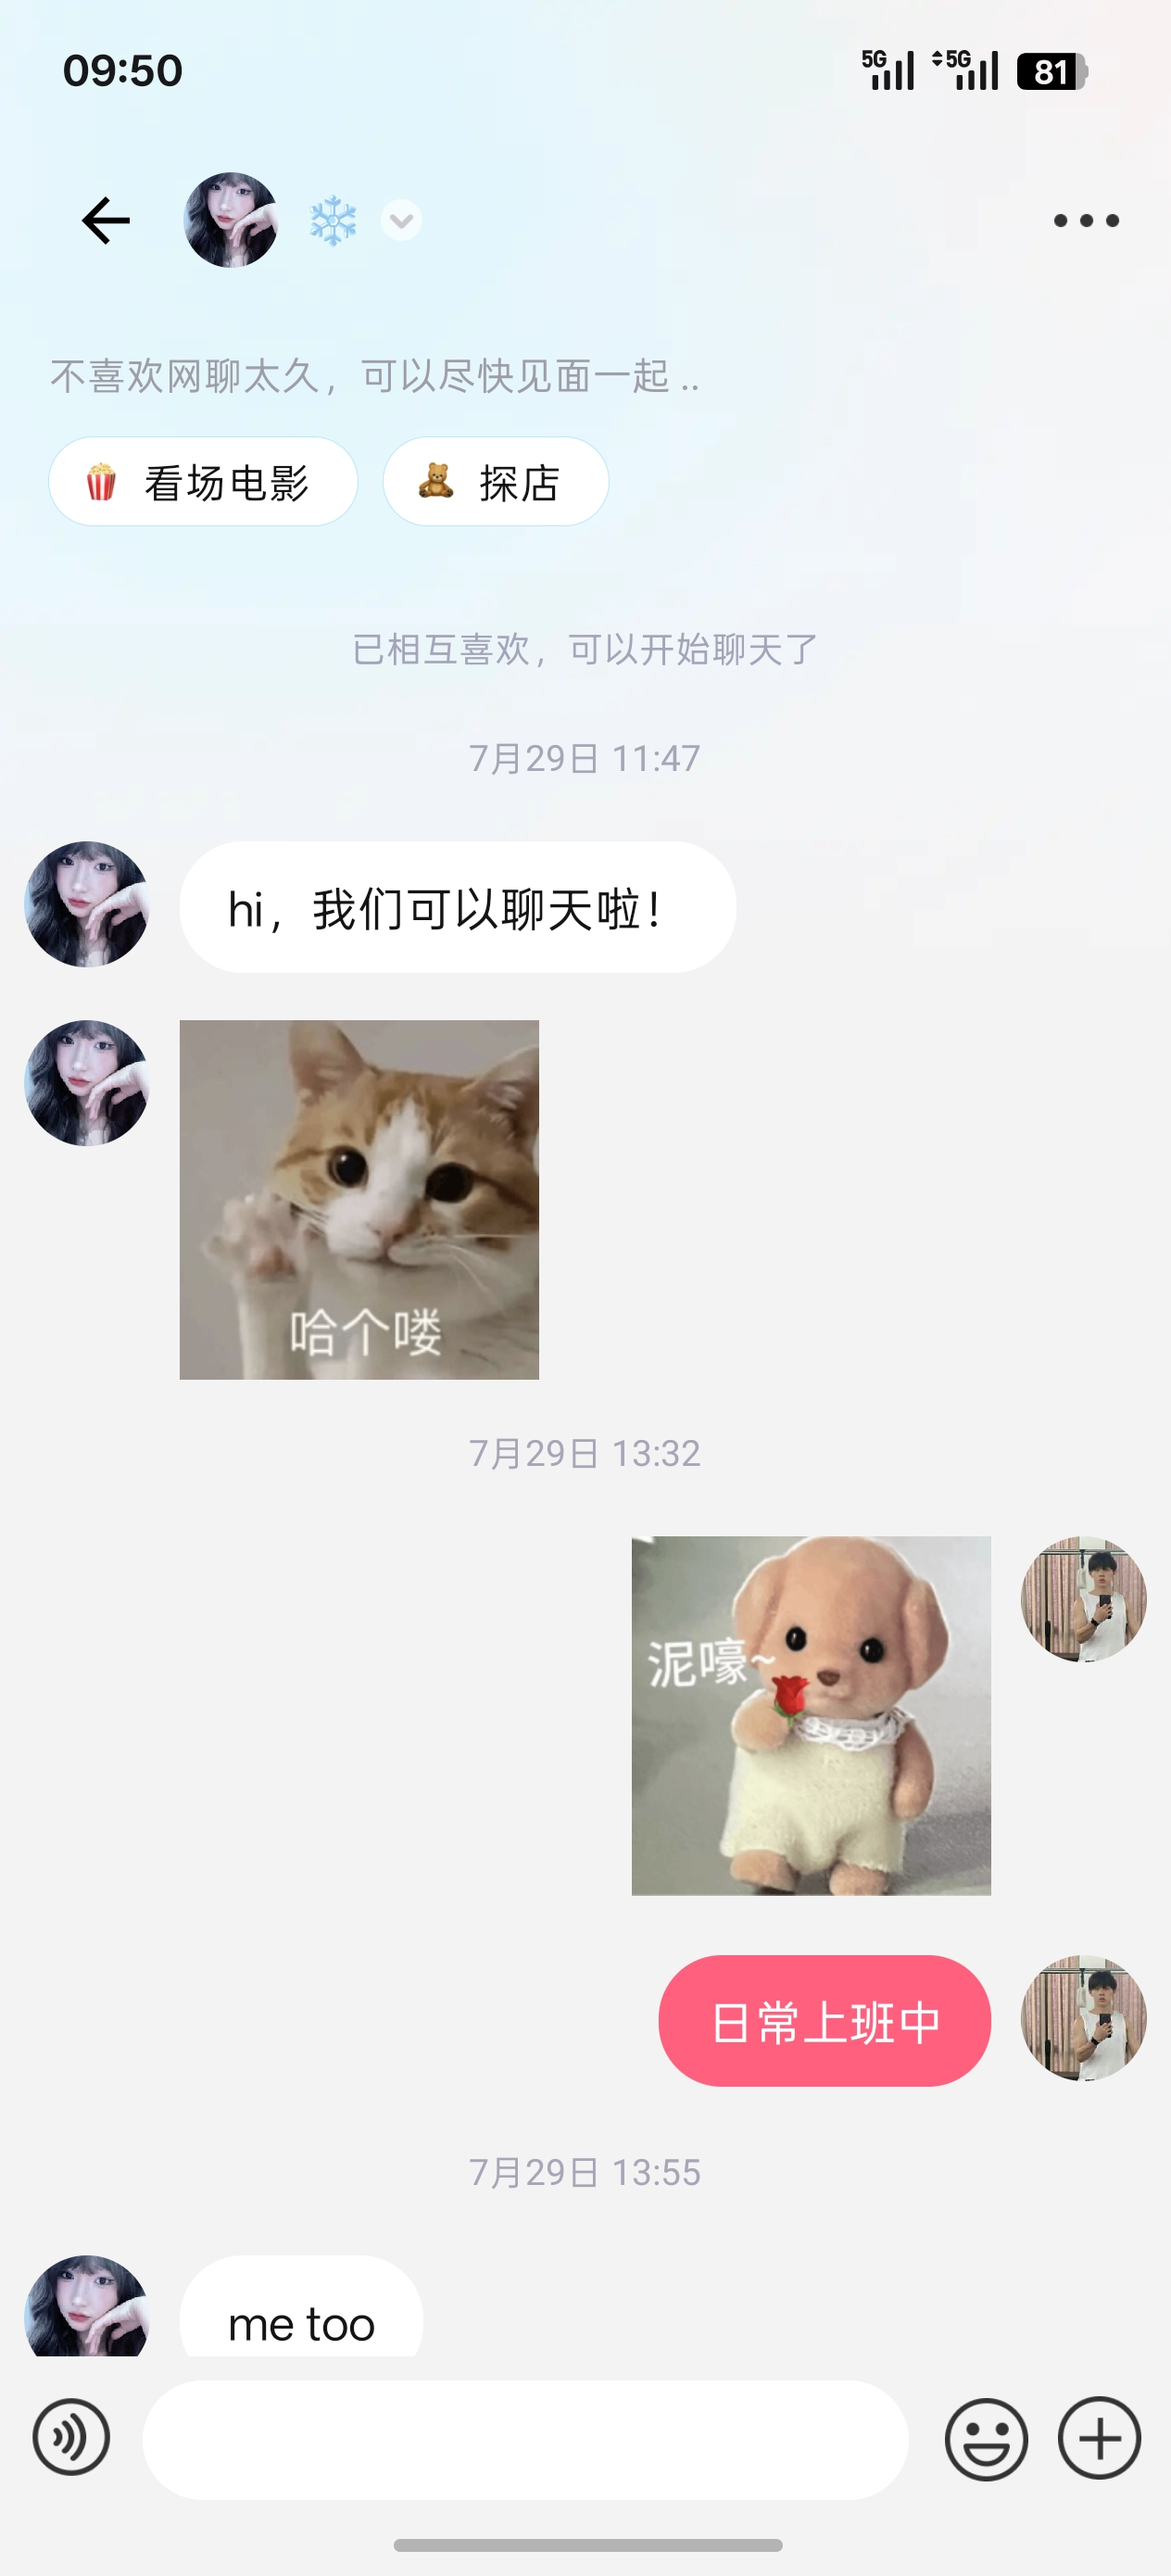 09:50
5G 5G 81
不喜欢网聊太久，可以尽快见面一起 ..
看场电影 探店
已相互喜欢，可以开始聊天了
7月29日 11:47
hi，我们可以聊天啦！
哈个喽
7月29日 13:32
泥嚎~
日常上班中
7月29日 13:55
me too